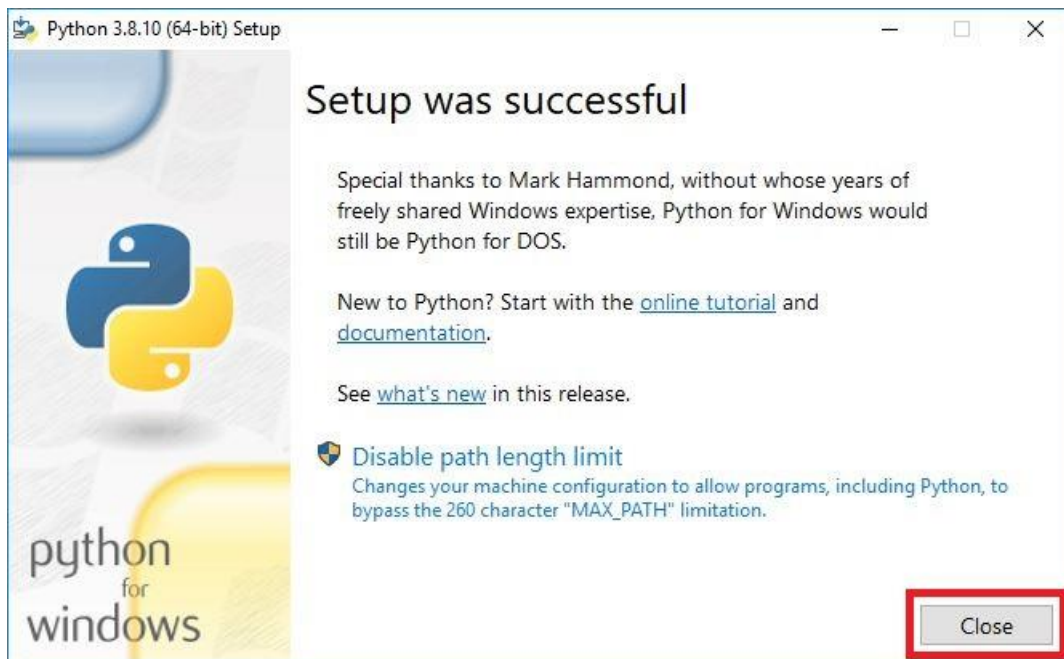 Python 3.8.10 (64-bit) Setup
Setup was successful
Special thanks to Mark Hammond, without whose years of
freely shared Windows expertise, Python for Windows would
still be Python for DOS.
New to Python? Start with the online tutorial and
documentation.
See what's new in this release.
Disable path length limit
Changes your machine configuration to allow programs, including Python, to
bypass the 260 character "MAX_PATH" limitation.
python
for
windows
Close